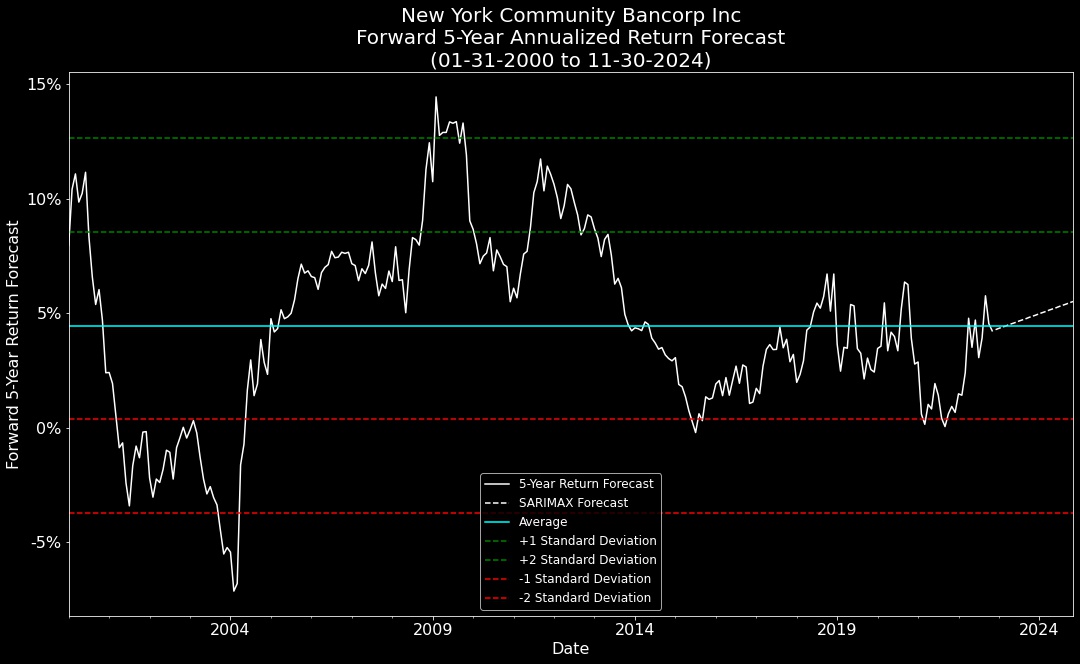 New York Community Bancorp Inc
Forward 5-Year Annualized Return Forecast
(01-31-2000 to 11-30-2024)
Forward 5-Year Return Forecast
15%
10%
5%
0%
-5%
5-Year Return Forecast
SARIMAX Forecast
Average
+1 Standard Deviation
+2 Standard Deviation
-1 Standard Deviation
-2 Standard Deviation
2004
2009
2014
2019
2024
Date